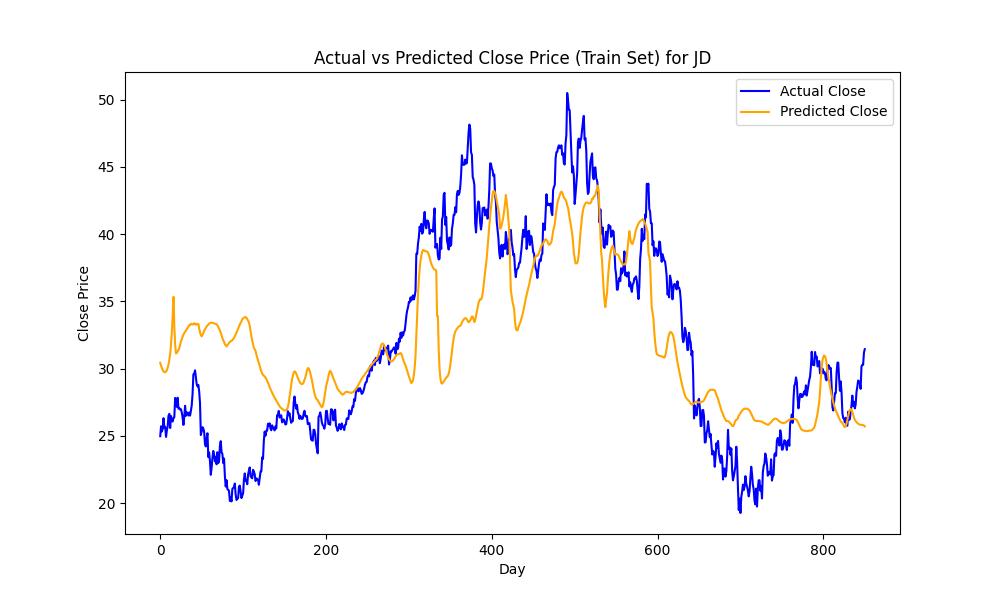 Actual vs Predicted Close Price (Train Set) for JD
Actual Close
Predicted Close
Close Price
50
45
40
35
30
25
20
0 200 400 600 800
Day